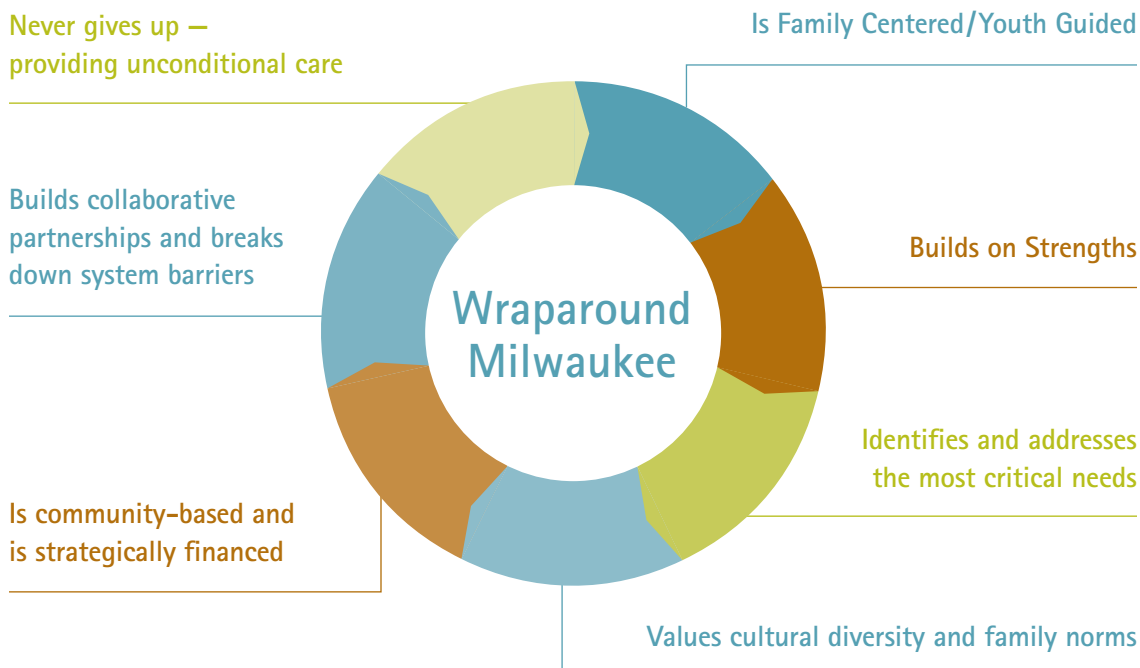 Never gives up —
providing unconditional care
Is Family Centered/Youth Guided
Builds collaborative
partnerships and breaks
down system barriers
Builds on Strengths
Wraparound
Milwaukee
Identifies and addresses
the most critical needs
Is community-based and
is strategically financed
Values cultural diversity and family norms